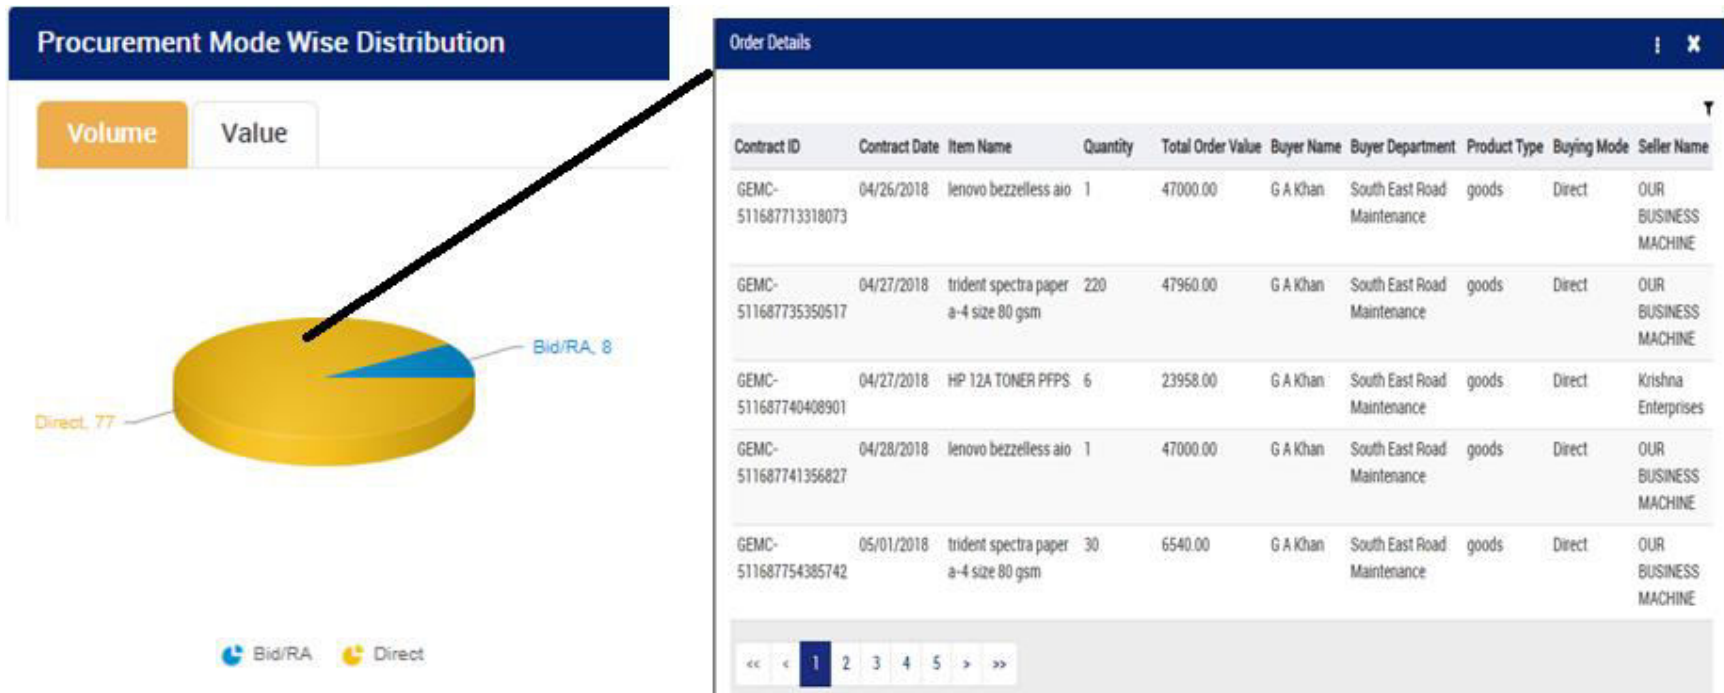 Procurement Mode Wise Distribution
Volume Value
Bid/RA, 8
Direct, 77
Bid/RA Direct
Order Details
Contract ID Contract Date Item Name Quantity Total Order Value Buyer Name Buyer Department Product Type Buying Mode Seller Name
GEMC- 04/26/2018 lenovo bezzelless aio 1 47000.00 G A Khan South East Road goods Direct OUR
511687713318073 Maintenance BUSINESS
MACHINE
GEMC- 04/27/2018 trident spectra paper 220 47960.00 G A Khan South East Road goods Direct OUR
511687735350517 a-4 size 80 gsm Maintenance BUSINESS
MACHINE
GEMC- 04/27/2018 HP 12A TONER PFPS 6 23958.00 G A Khan South East Road goods Direct Krishna
511687740408901 Maintenance Enterprises
GEMC- 04/28/2018 lenovo bezzelless aio 1 47000.00 G A Khan South East Road goods Direct OUR
511687741356827 Maintenance BUSINESS
MACHINE
GEMC- 05/01/2018 trident spectra paper 30 6540.00 G A Khan South East Road goods Direct OUR
511687754385742 a-4 size 80 gsm Maintenance BUSINESS
MACHINE
<< < 1 2 3 4 5 > >>